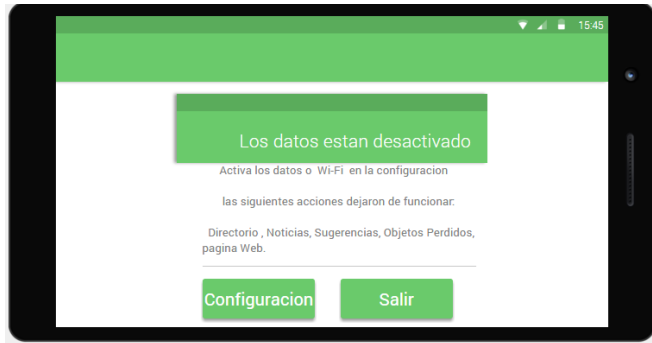 15:45
Los datos estan desactivado
Activa los datos o Wi-Fi en la configuracion
las siguientes acciones dejaron de funcionar:
Directorio , Noticias, Sugerencias, Objetos Perdidos,
pagina Web.
Configuracion
Salir